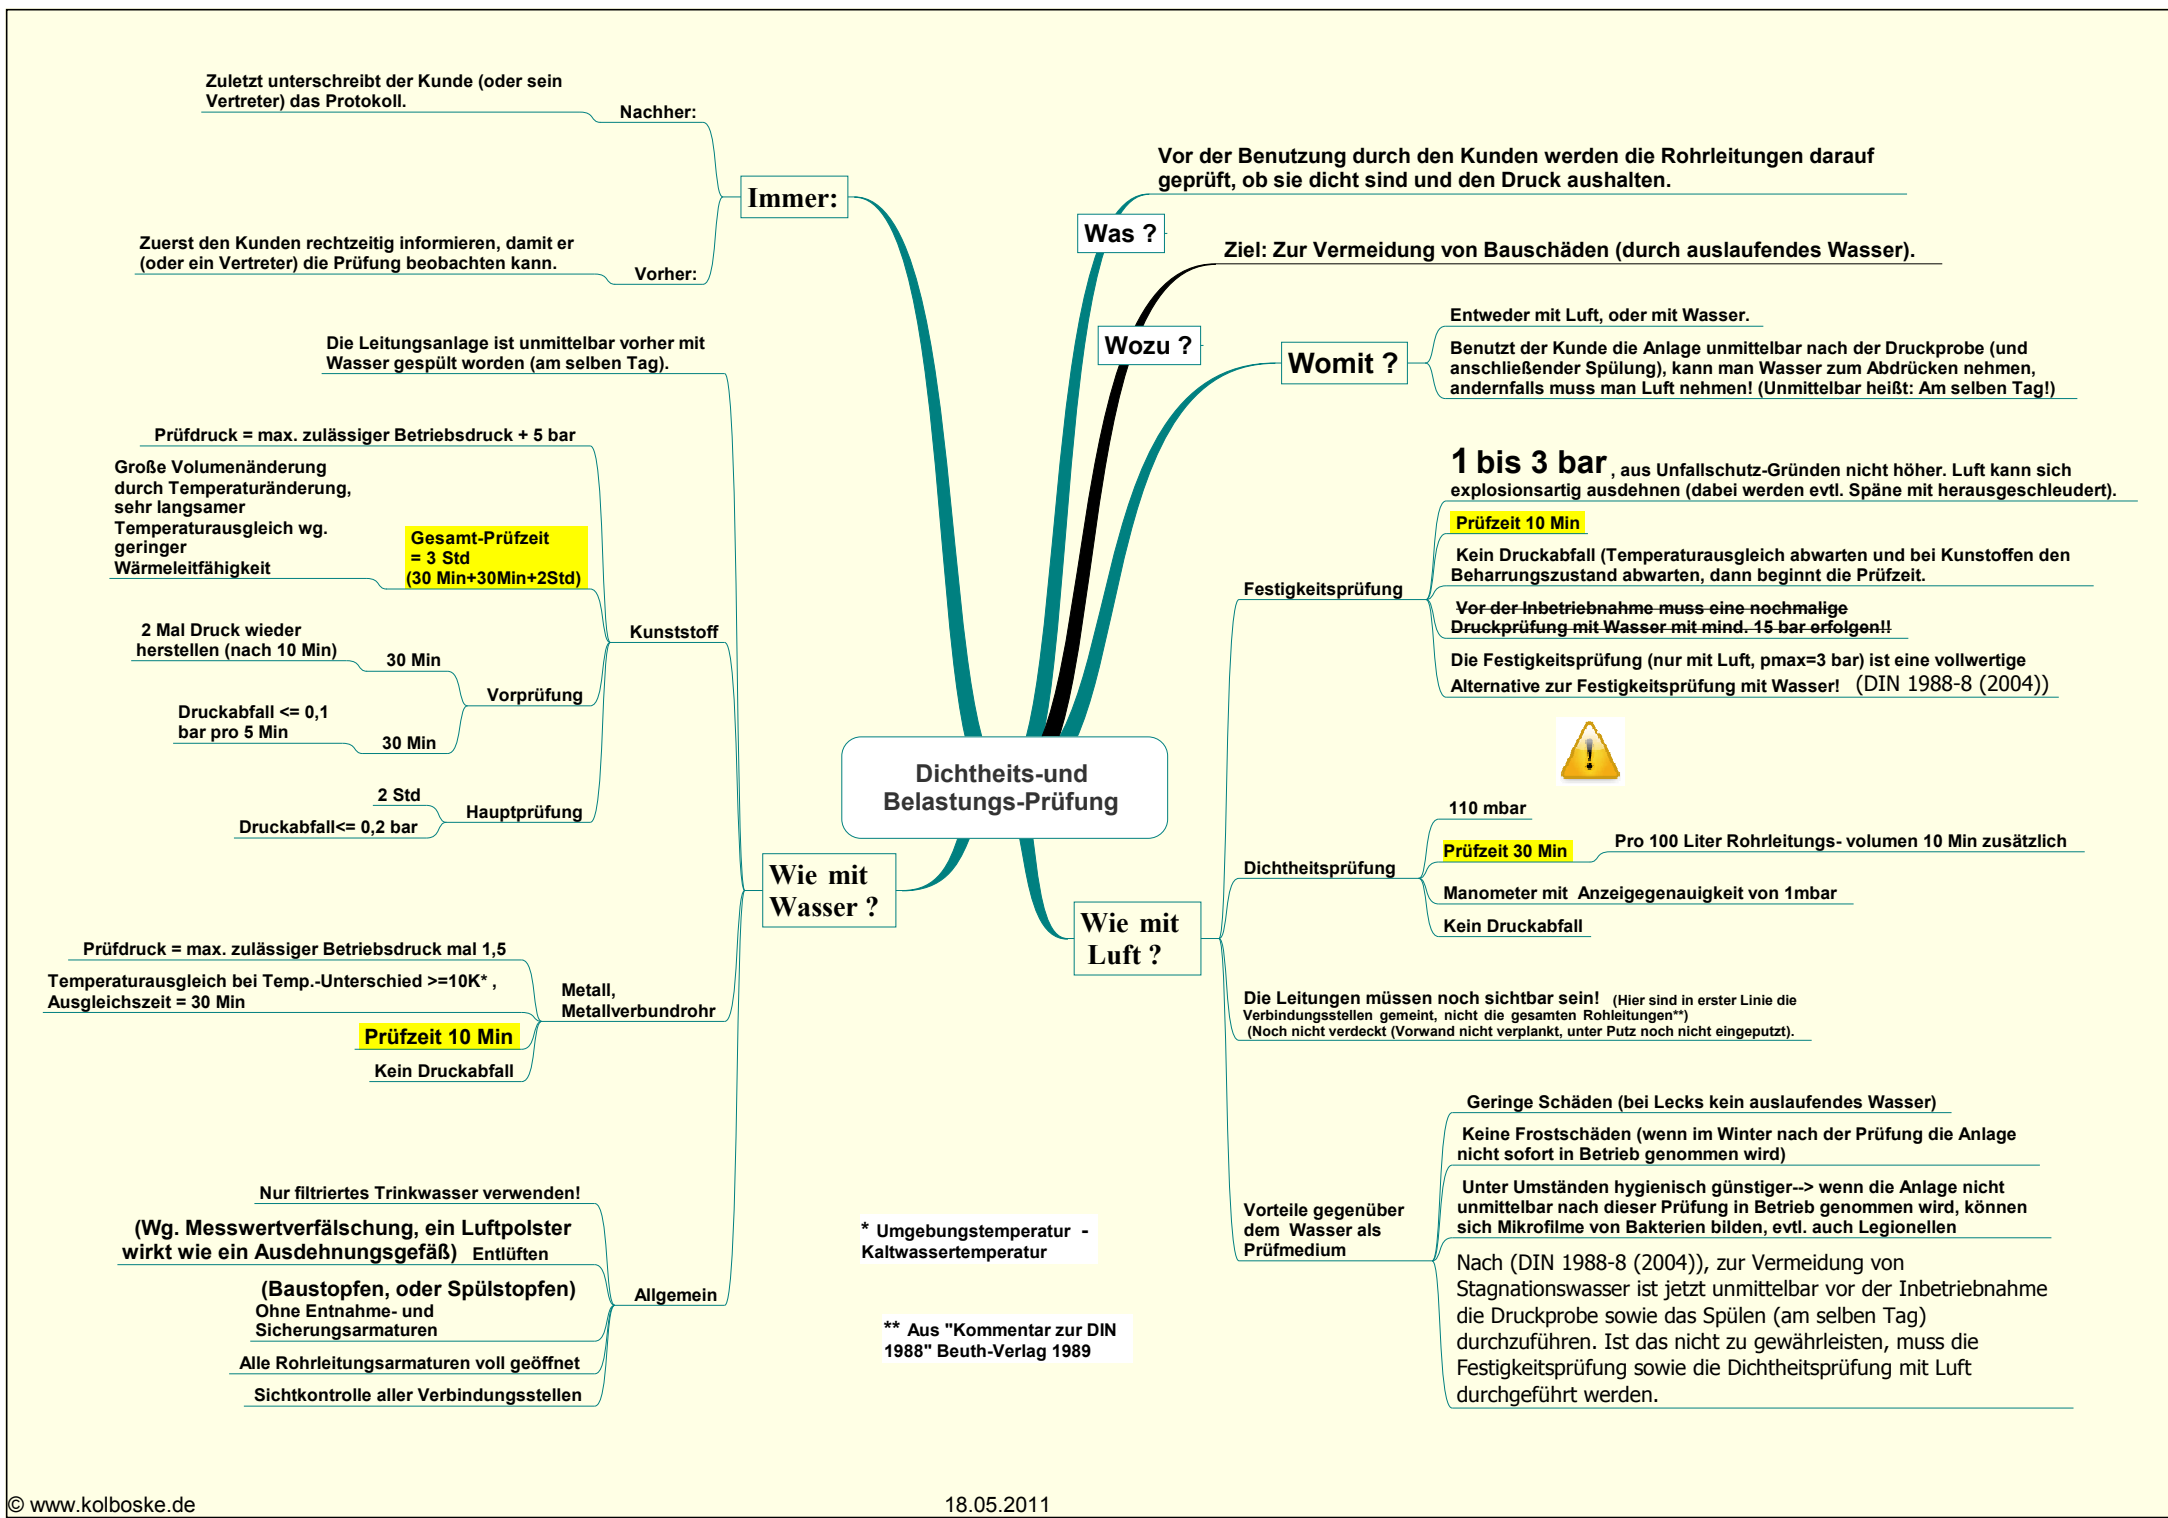 Zuletzt unterschreibt der Kunde (oder sein
Vertreter) das Protokoll.
Nachher:
Immer:
Zuerst den Kunden rechtzeitig informieren, damit er
(oder ein Vertreter) die Prüfung beobachten kann.
Vorher:
Vor der Benutzung durch den Kunden werden die Rohrleitungen darauf
geprüft, ob sie dicht sind und den Druck aushalten.
Was ?
Ziel: Zur Vermeidung von Bauschäden (durch auslaufendes Wasser).
Wozu ?
Womit ?
Entweder mit Luft, oder mit Wasser.
Benutzt der Kunde die Anlage unmittelbar nach der Druckprobe (und
anschließender Spülung), kann man Wasser zum Abdrücken nehmen,
andernfalls muss man Luft nehmen! (Unmittelbar heißt: Am selben Tag!)
Dichtheits-und
Belastungs-Prüfung
Wie mit
Wasser ?
Die Leitungsanlage ist unmittelbar vorher mit
Wasser gespült worden (am selben Tag).
Kunststoff
Prüfdruck = max. zulässiger Betriebsdruck + 5 bar
Große Volumenänderung
durch Temperaturänderung,
sehr langsamer
Temperaturausgleich wg.
geringer
Wärmeleitfähigkeit
Gesamt-Prüfzeit
= 3 Std
(30 Min+30Min+2Std)
2 Mal Druck wieder
herstellen (nach 10 Min)
30 Min
Vorprüfung
Druckabfall <= 0,1
bar pro 5 Min
30 Min
2 Std
Hauptprüfung
Druckabfall<= 0,2 bar
Prüfdruck = max. zulässiger Betriebsdruck mal 1,5
Temperaturausgleich bei Temp.-Unterschied >=10K* ,
Ausgleichszeit = 30 Min
Metall,
Metallverbundrohr
Prüfzeit 10 Min
Kein Druckabfall
Nur filtriertes Trinkwasser verwenden!
(Wg. Messwertverfälschung, ein Luftpolster
wirkt wie ein Ausdehnungsgefäß) Entlüften
(Baustopfen, oder Spülstopfen)
Ohne Entnahme- und
Sicherungsarmaturen
Allgemein
Alle Rohrleitungsarmaturen voll geöffnet
Sichtkontrolle aller Verbindungsstellen
Wie mit
Luft ?
Festigkeitsprüfung
1 bis 3 bar , aus Unfallschutz-Gründen nicht höher. Luft kann sich
explosionsartig ausdehnen (dabei werden evtl. Späne mit herausgeschleudert).
Prüfzeit 10 Min
Kein Druckabfall (Temperaturausgleich abwarten und bei Kunstoffen den
Beharrungszustand abwarten, dann beginnt die Prüfzeit.
Vor der Inbetriebnahme muss eine nochmalige
Druckprüfung mit Wasser mit mind. 15 bar erfolgen!!
Die Festigkeitsprüfung (nur mit Luft, pmax=3 bar) ist eine vollwertige
Alternative zur Festigkeitsprüfung mit Wasser! (DIN 1988-8 (2004))
Dichtheitsprüfung
110 mbar
Prüfzeit 30 Min
Pro 100 Liter Rohrleitungs- volumen 10 Min zusätzlich
Manometer mit Anzeigegenauigkeit von 1mbar
Kein Druckabfall
Die Leitungen müssen noch sichtbar sein! (Hier sind in erster Linie die
Verbindungsstellen gemeint, nicht die gesamten Rohleitungen**)
(Noch nicht verdeckt (Vorwand nicht verplankt, unter Putz noch nicht eingeputzt).
Vorteile gegenüber
dem Wasser als
Prüfmedium
Geringe Schäden (bei Lecks kein auslaufendes Wasser)
Keine Frostschäden (wenn im Winter nach der Prüfung die Anlage
nicht sofort in Betrieb genommen wird)
Unter Umständen hygienisch günstiger--> wenn die Anlage nicht
unmittelbar nach dieser Prüfung in Betrieb genommen wird, können
sich Mikrofilme von Bakterien bilden, evtl. auch Legionellen
Nach (DIN 1988-8 (2004)), zur Vermeidung von
Stagnationswasser ist jetzt unmittelbar vor der Inbetriebnahme
die Druckprobe sowie das Spülen (am selben Tag)
durchzuführen. Ist das nicht zu gewährleisten, muss die
Festigkeitsprüfung sowie die Dichtheitsprüfung mit Luft
durchgeführt werden.
* Umgebungstemperatur -
Kaltwassertemperatur
** Aus "Kommentar zur DIN
1988" Beuth-Verlag 1989
© www.kolboske.de
18.05.2011